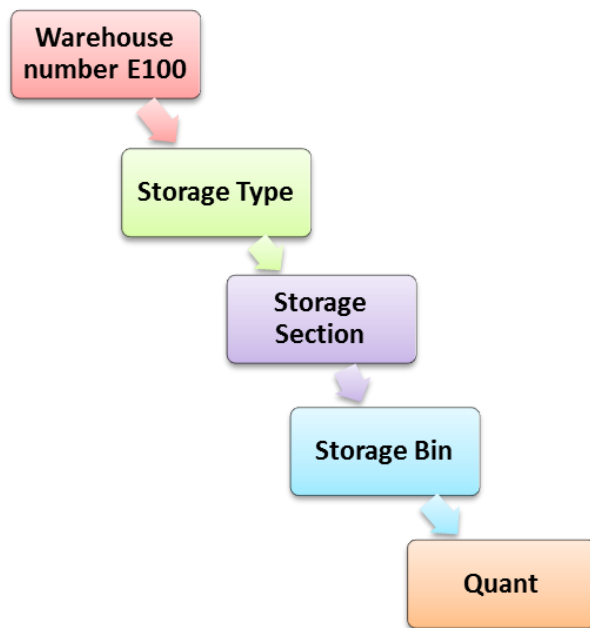 Warehouse
number E100
Storage Type
Storage
Section
Storage Bin
Quant